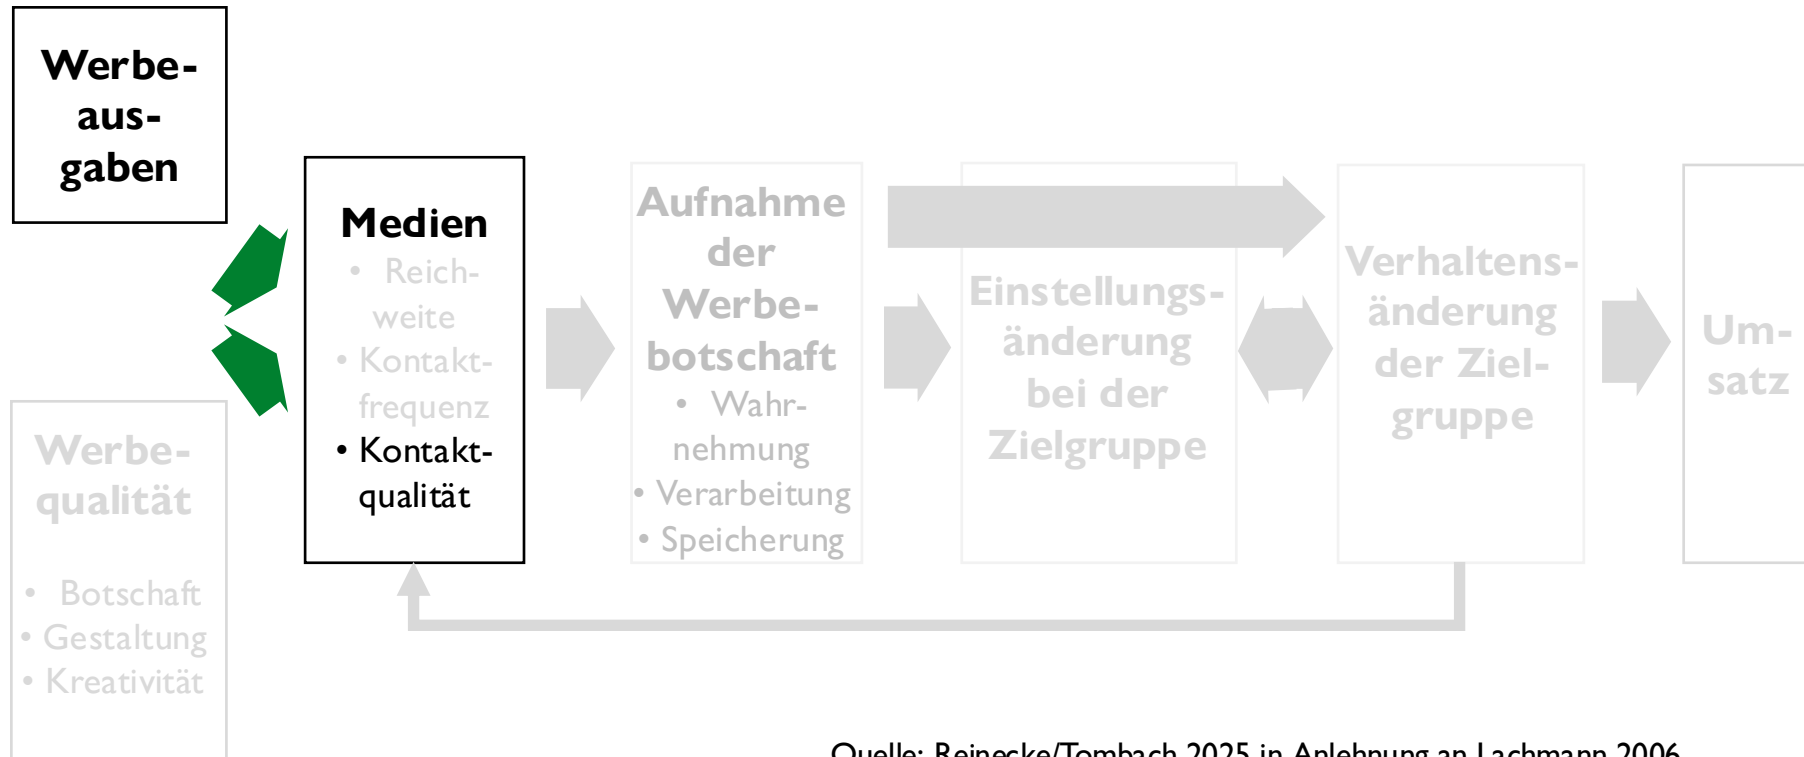 Werbe-
aus-
gaben
Werbe-
qualität
• Botschaft
• Gestaltung
• Kreativität
Medien
• Reich-
weite
• Kontakt-
frequenz
• Kontakt-
qualität
Aufnahme
der
Werbe-
botschaft
• Wahr-
nehmung
• Verarbeitung
• Speicherung
Einstellungs-
änderung
bei der
Zielgruppe
Verhaltens-
änderung
der Ziel-
gruppe
Um-
satz
Quelle: Reinecke/Tombach 2025 in Anlehnung an Lachmann 2006